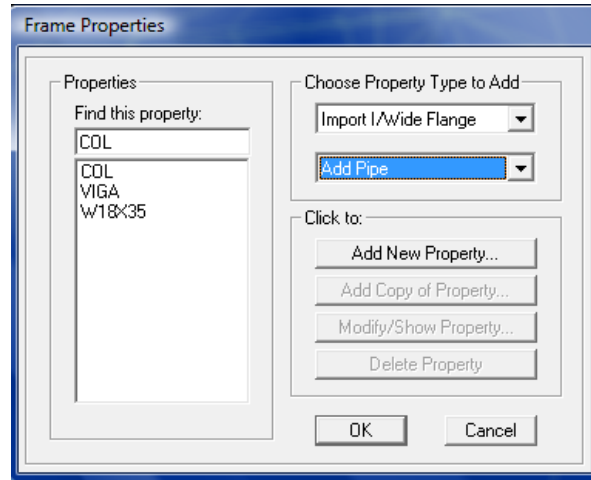 Frame Properties
Properties
Find this property:
COL
COL
VIGA
W18X35
Choose Property Type to Add
Import I/Wide Flange
Add Pipe
Click to:
Add New Property...
Add Copy of Property...
Modify/Show Property...
Delete Property
OK
Cancel